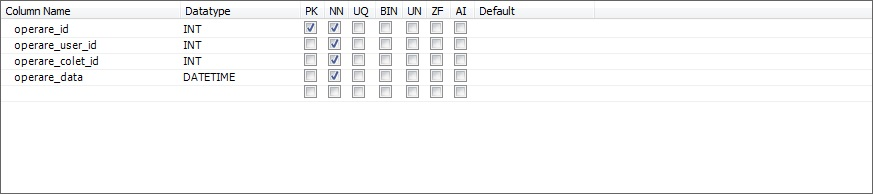 Column Name Datatype PK NN UQ BIN UN ZF AI Default
operare_id INT
operare_user_id INT
operare_colet_id INT
operare_data DATETIME